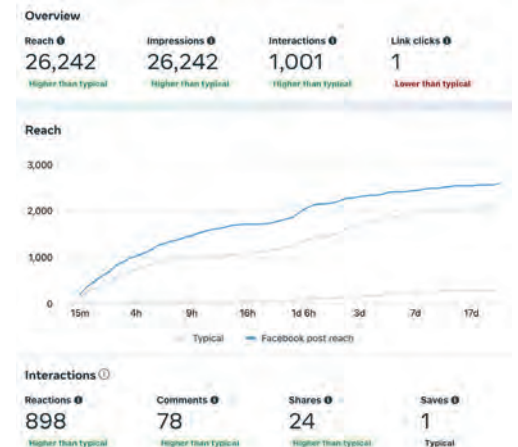 Overview
Reach Impressions Interactions Link clicks
26,242 26,242 1,001 1
Higher than typical Higher than typical Higher than typical Lower than typical
Reach
3,000
2,000
1,000
0
15m 4h 9h 16h 1d 6h 3d 7d 17d
Typical Facebook post reach
Interactions
Reactions Comments Shares Saves
898 78 24 1
Higher than typical Higher than typical Higher than typical Typical